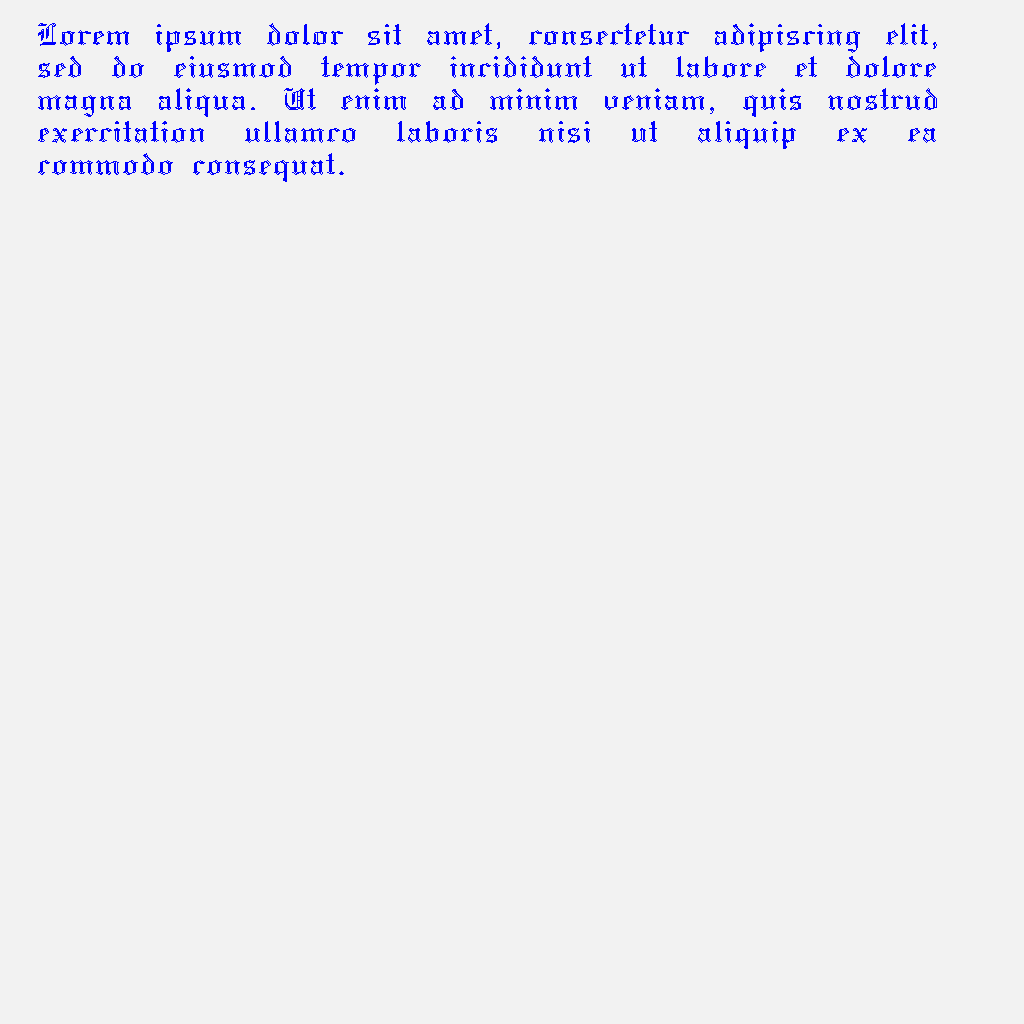 Lorem ipsum dolor sit amet, consectetur adipiscing elit,
sed do eiusmod tempor incididunt ut labore et dolore
magna aliqua. Ut enim ad minim veniam, quis nostrud
exercitation ullamco laboris nisi ut aliquip ex ea
commodo consequat.